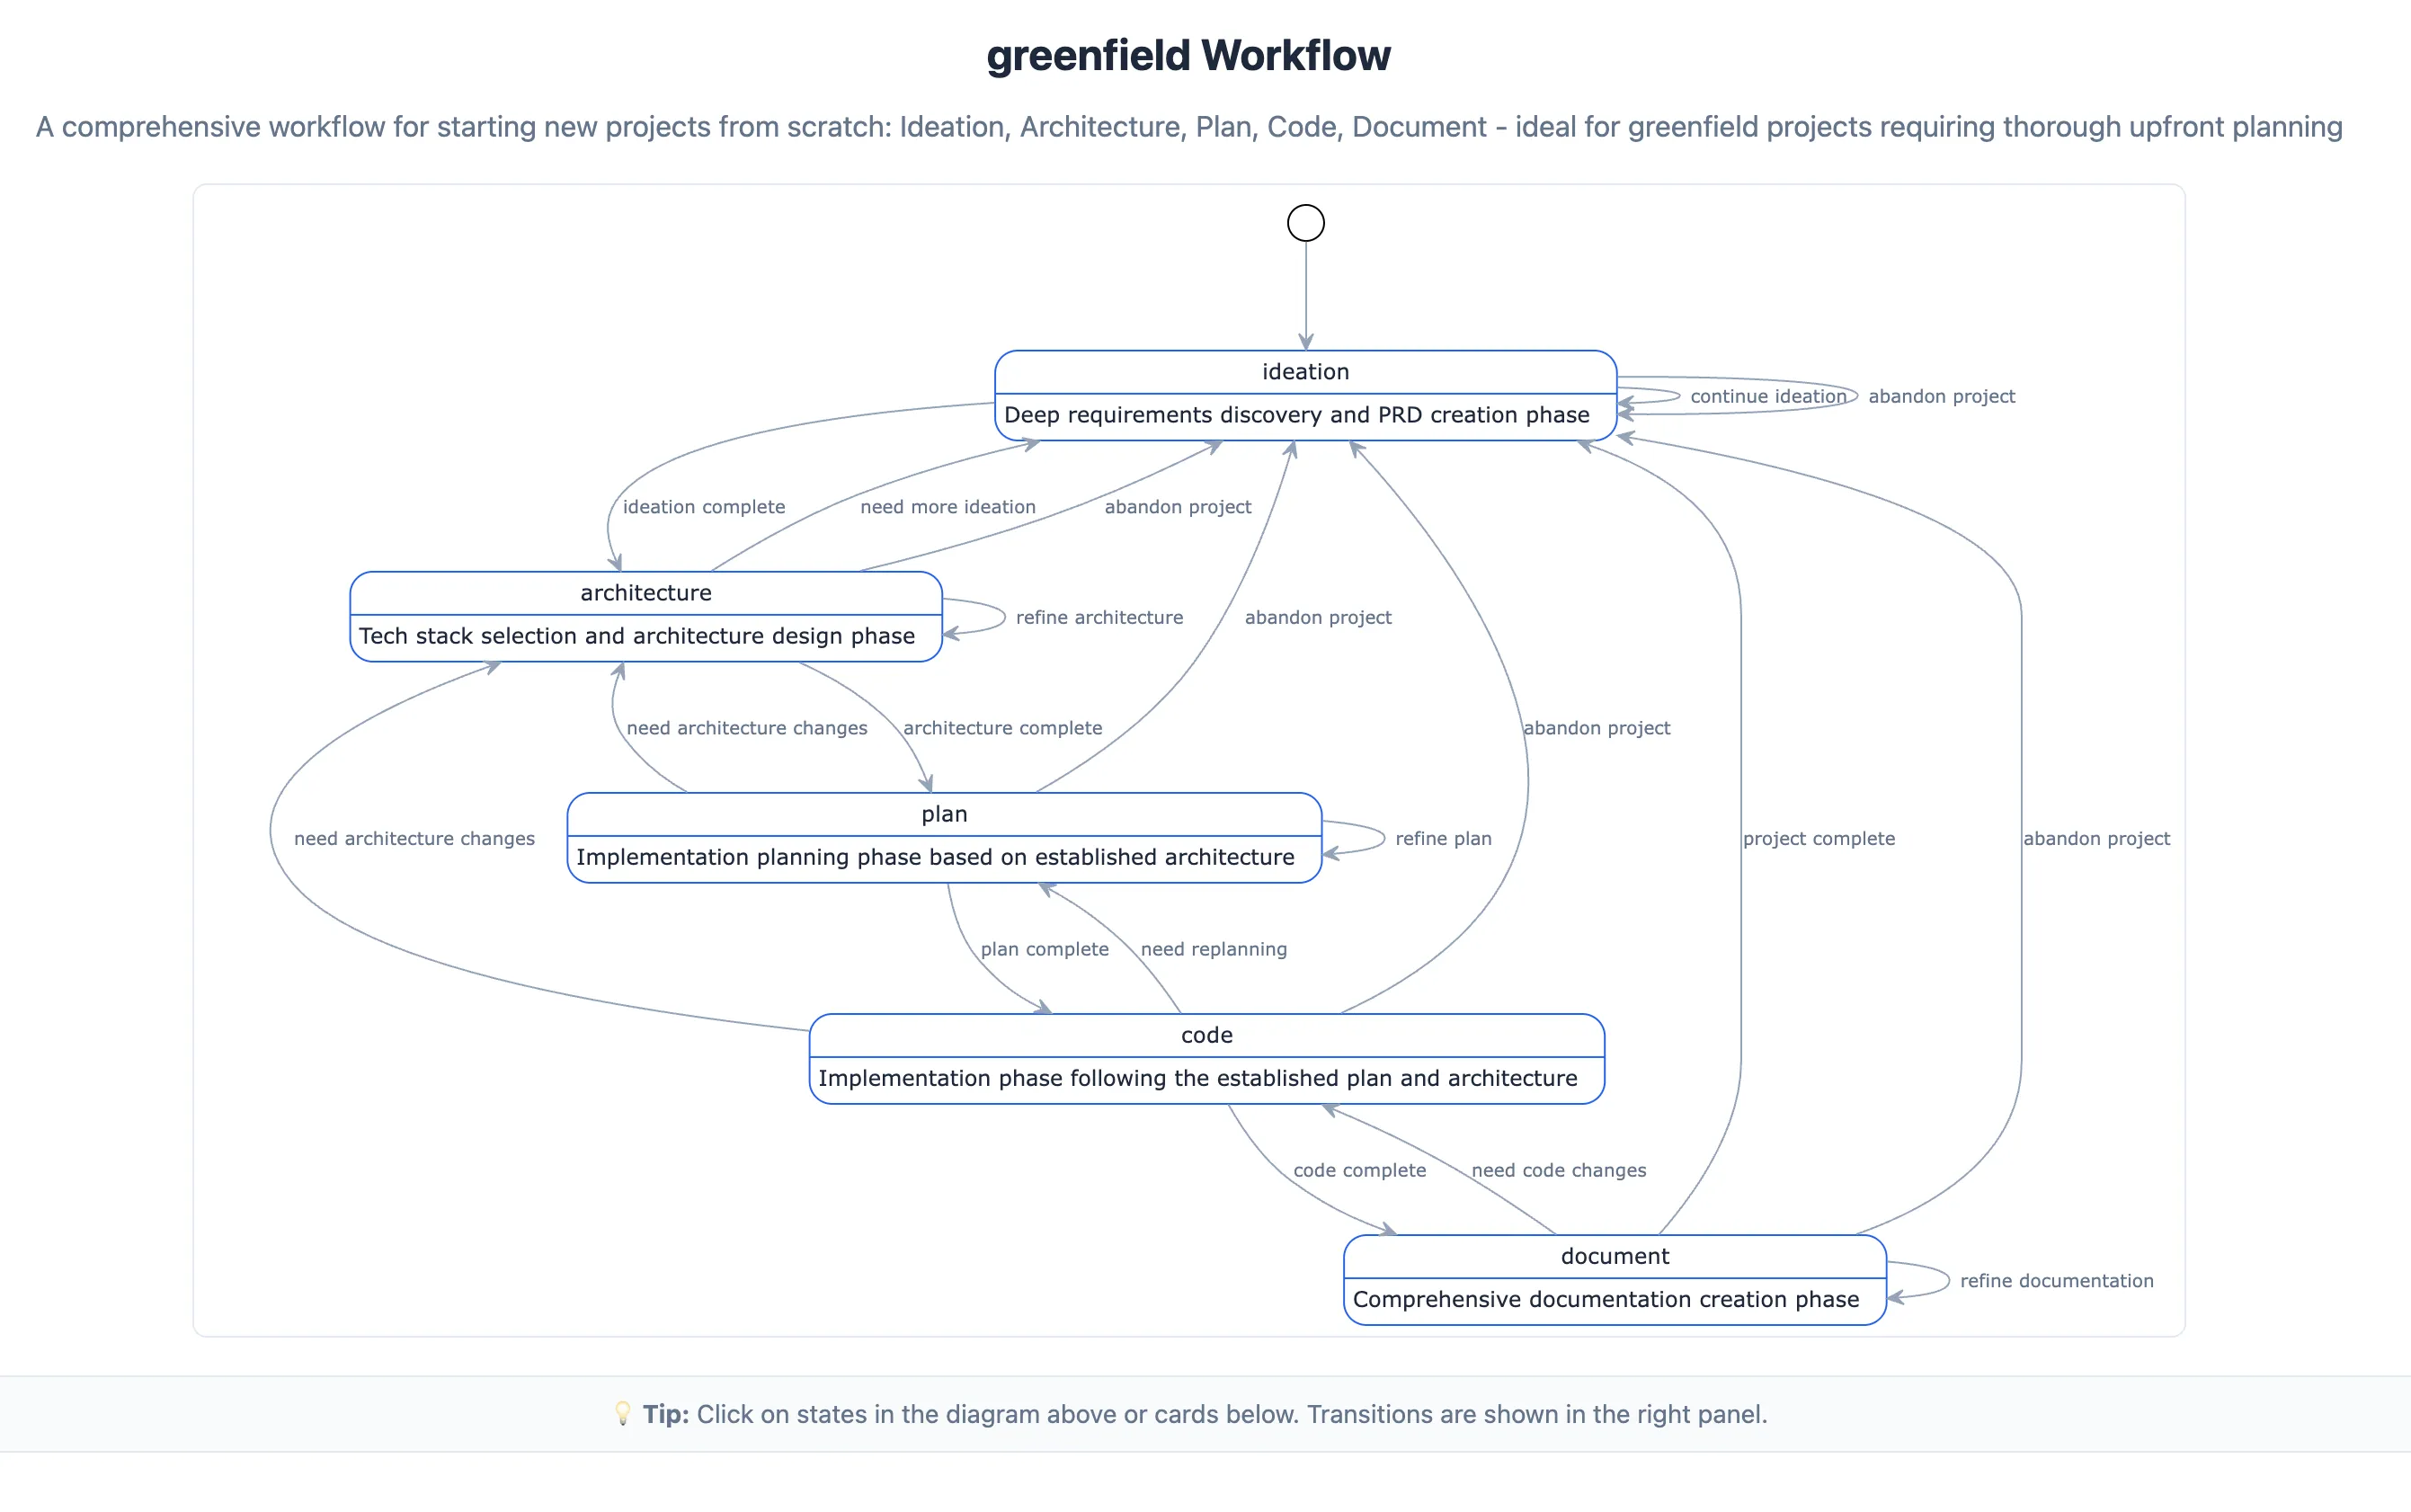 greenfield Workflow
A comprehensive workflow for starting new projects from scratch: Ideation, Architecture, Plan, Code, Document - ideal for greenfield projects requiring thorough upfront planning
ideation
Deep requirements discovery and PRD creation phase
continue ideation
abandon project
ideation complete
need more ideation
abandon project
architecture
Tech stack selection and architecture design phase
refine architecture
abandon project
need architecture changes
architecture complete
abandon project
plan
Implementation planning phase based on established architecture
refine plan
need architecture changes
project complete
abandon project
plan complete
need replanning
code
Implementation phase following the established plan and architecture
code complete
need code changes
document
Comprehensive documentation creation phase
refine documentation
💡 Tip: Click on states in the diagram above or cards below. Transitions are shown in the right panel.